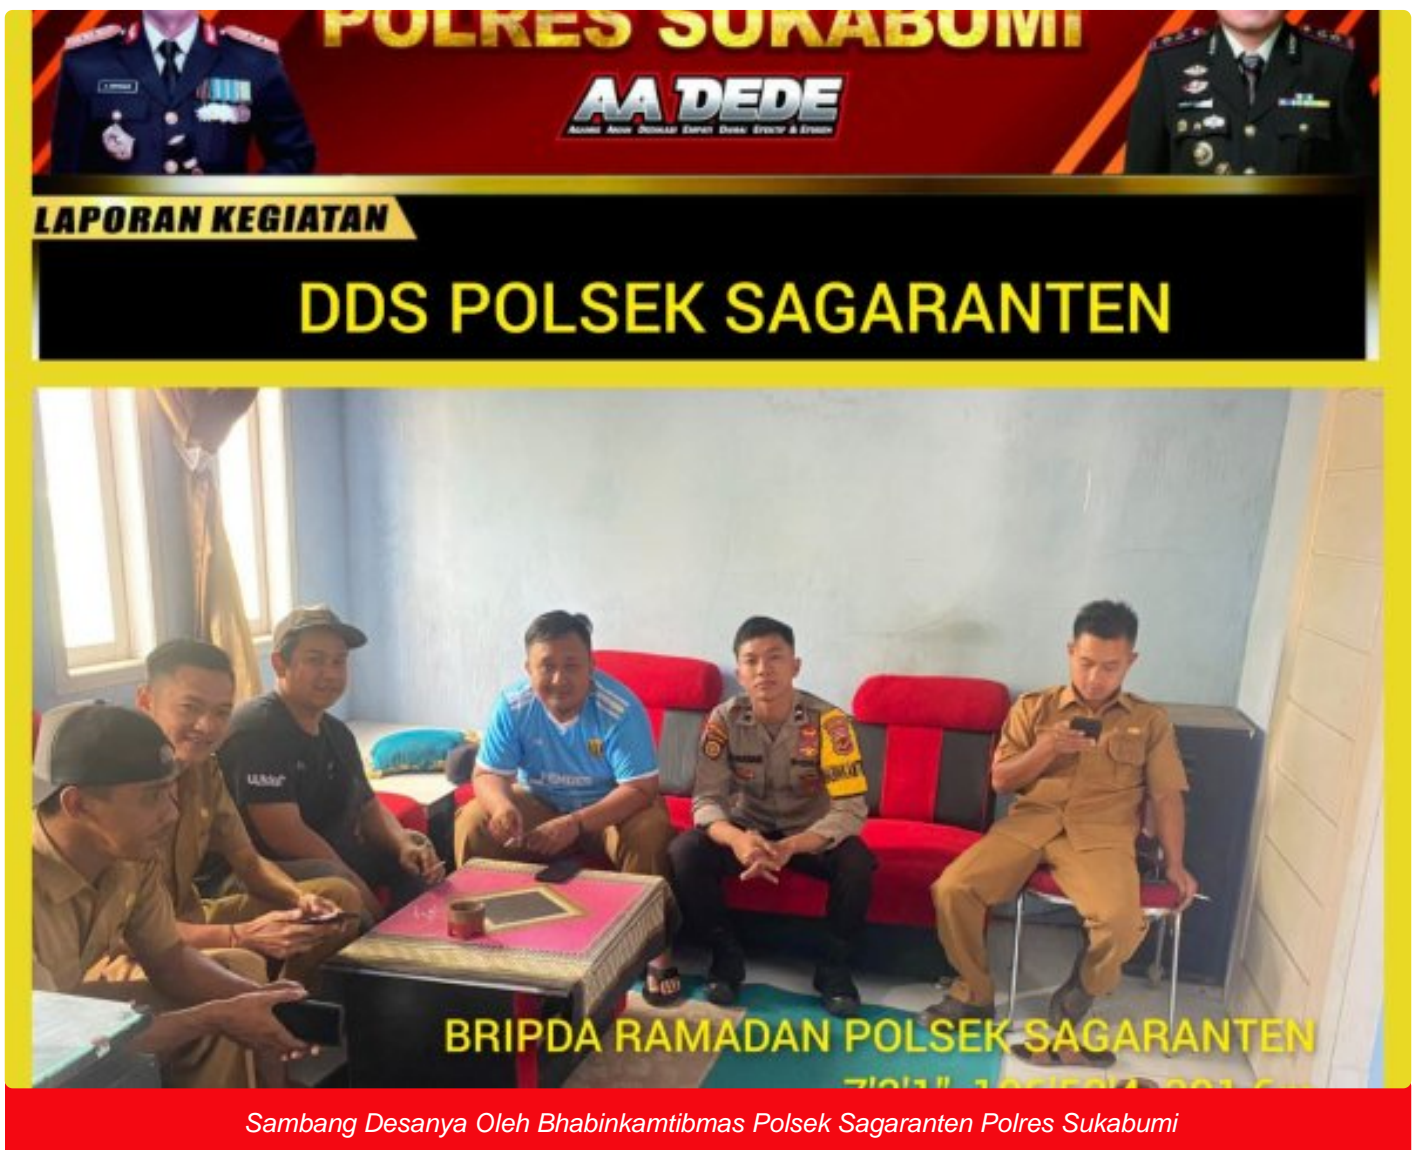 POLRES SUKABUMI
AA DEDE
LAPORAN KEGIATAN
DDS POLSEK SAGARANTEN
BRIPDA RAMADAN POLSEK SAGARANTEN
Sambang Desanya Oleh Bhabinkamtibmas Polsek Sagaranten Polres Sukabumi